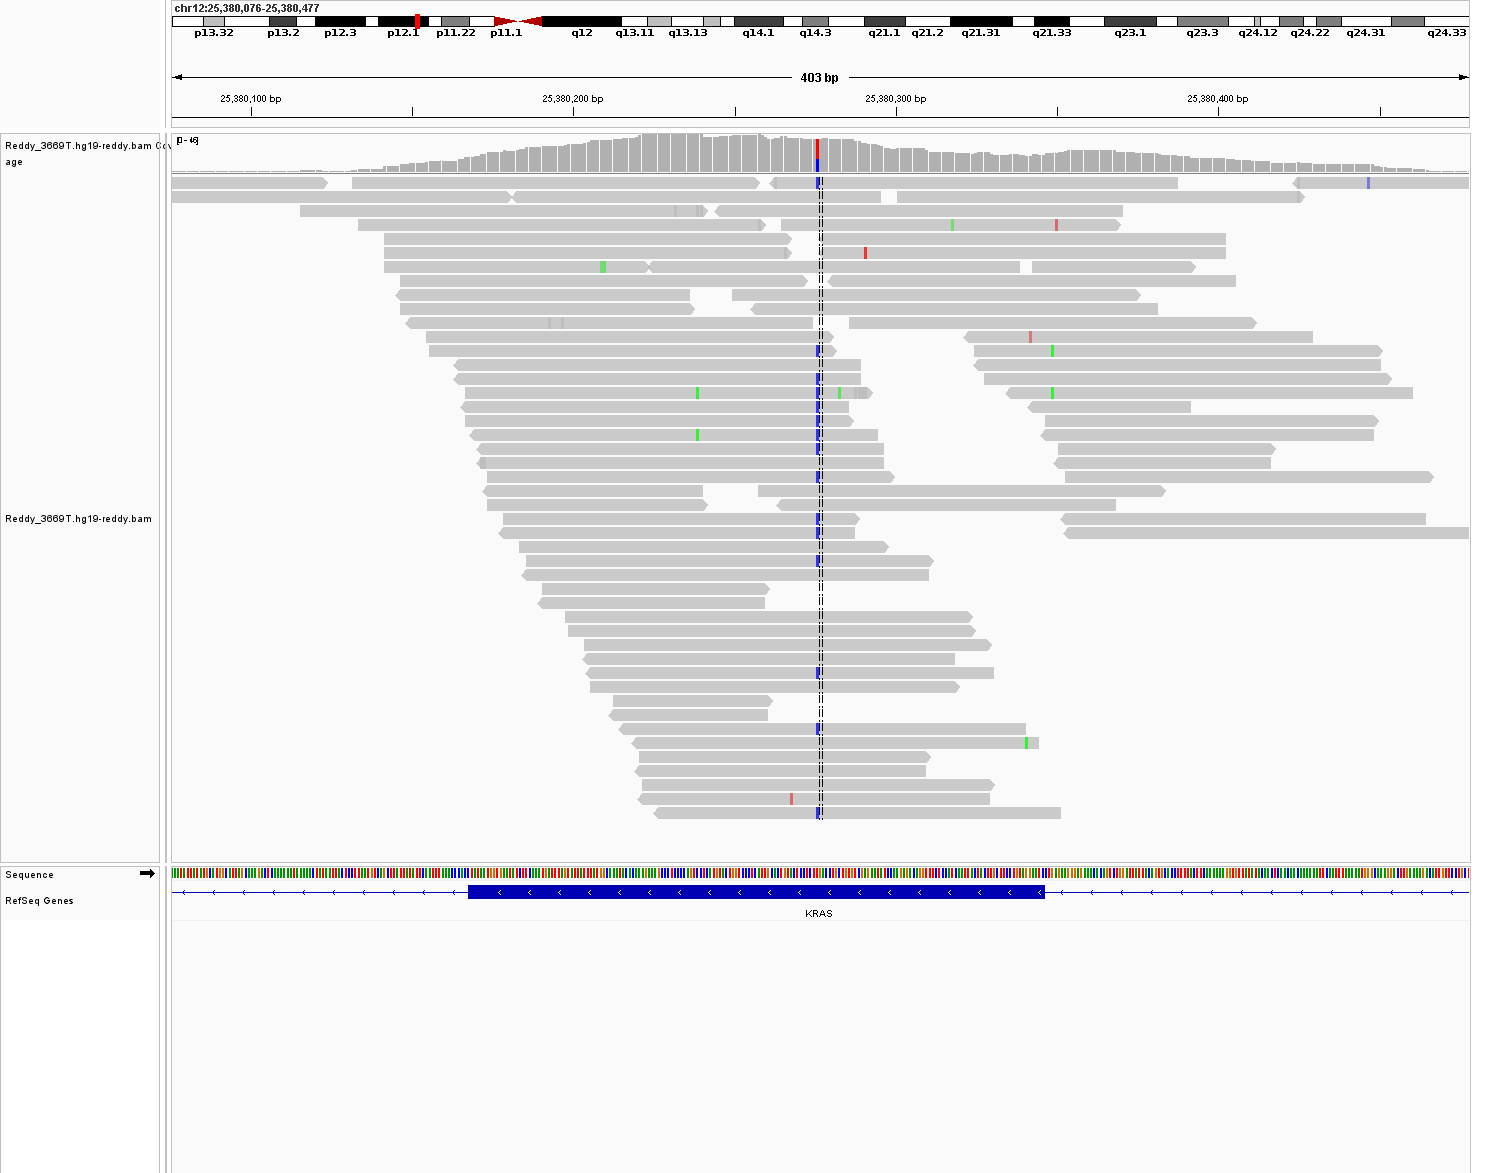 chr12:25,380,076-25,380,477
p13.32 p13.2 p12.3 p12.1 p11.22 p11.1 q12 q13.11 q13.13 q14.1 q14.3 q21.1 q21.2 q21.31 q21.33 q23.1 q23.3 q24.12 q24.22 q24.31 q24.33
403 bp
25,380,100 bp 25,380,200 bp 25,380,300 bp 25,380,400 bp
Reddy_3669T.hg19-reddy.bam Cov
age
[0 - 46]
Reddy_3669T.hg19-reddy.bam
Sequence
RefSeq Genes
KRAS